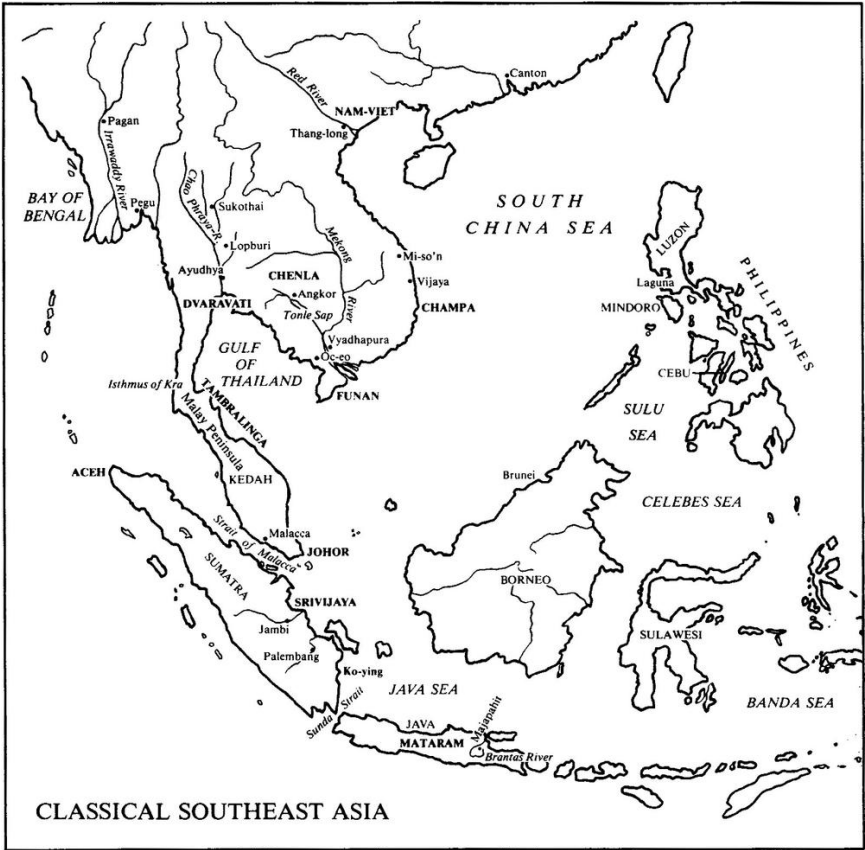 Canton
Red River
NAM-VIET
Thang-long
Pagan
Irrawaddy River
BAY OF
BENGAL
Pegu
Chao Phraya-R.
Sukothai
Lopburi
Ayudhya
DVARAVATI
CHENLA
Angkor
Tonle Sap
Mekong
River
Mi-so'n
Vijaya
CHAMPA
Vyadhapura
Oc-eo
FUNAN
GULF
OF
THAILAND
SOUTH
CHINA SEA
LUZON
Laguna
MINDORO
PHILIPPINES
CEBU
SULU
SEA
Isthmus of Kra
TAMBRALINGA
Malay Peninsula
KEDAH
ACEH
Strait of Malacca
Malacca
JOHOR
SUMATRA
SRIVIJAYA
Jambi
Palembang
Ko-ying
Sunda Strait
Brunei
BORNEO
CELEBES SEA
SULAWESI
JAVA SEA
BANDA SEA
JAVA
MATARAM
Majapahit
Brantas River
CLASSICAL SOUTHEAST ASIA